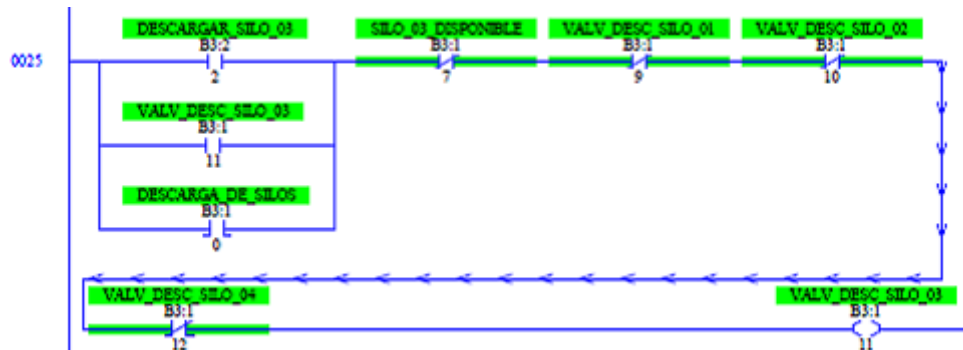 DESCARGAR_SILO_03 SILO_03_DISPONIBLE VALV_DESC_SILO_01 VALV_DESC_SILO_02
B3:2 B3:1 B3:1 B3:1
0025
2 7 9 10
VALV_DESC_SILO_03
B3:1
11
DESCARGA_DE_SILOS
B3:1
0
VALV_DESC_SILO_04 VALV_DESC_SILO_03
B3:1 B3:1
12 11